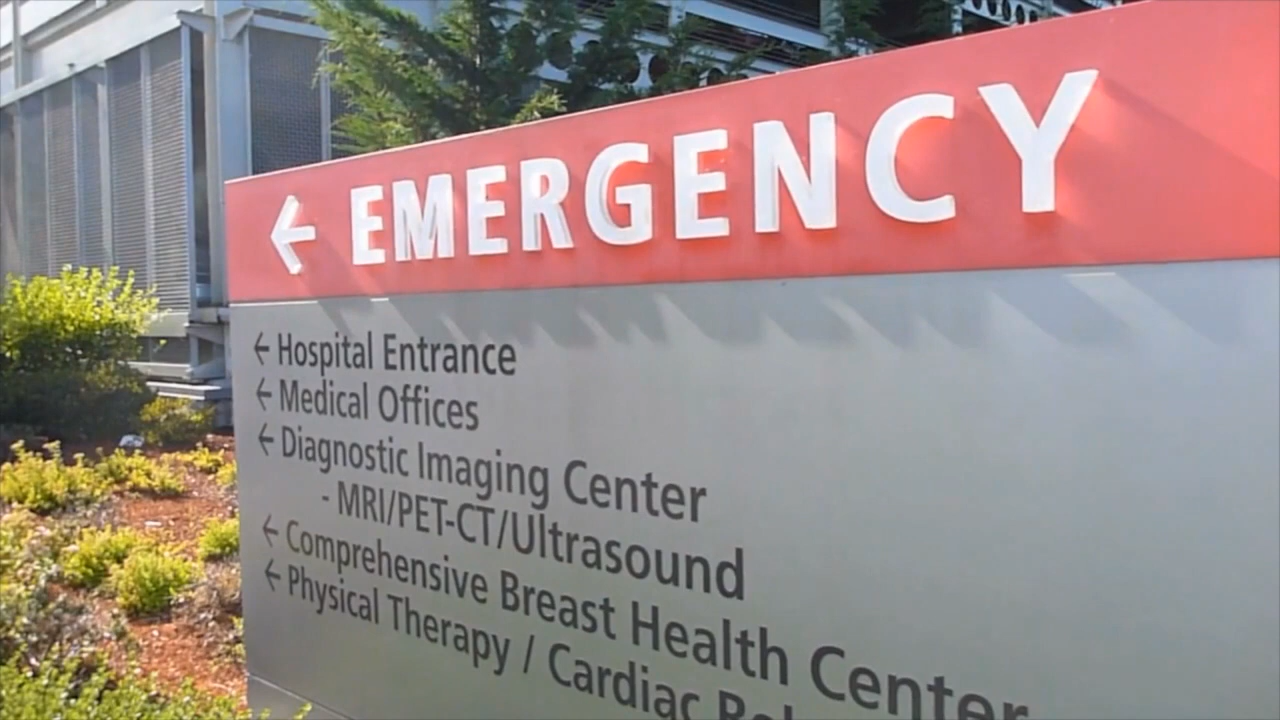 ← EMERGENCY
← Hospital Entrance
← Medical Offices
← Diagnostic Imaging Center
- MRI/PET-CT/Ultrasound
← Comprehensive Breast Health Center
← Physical Therapy / Cardiac